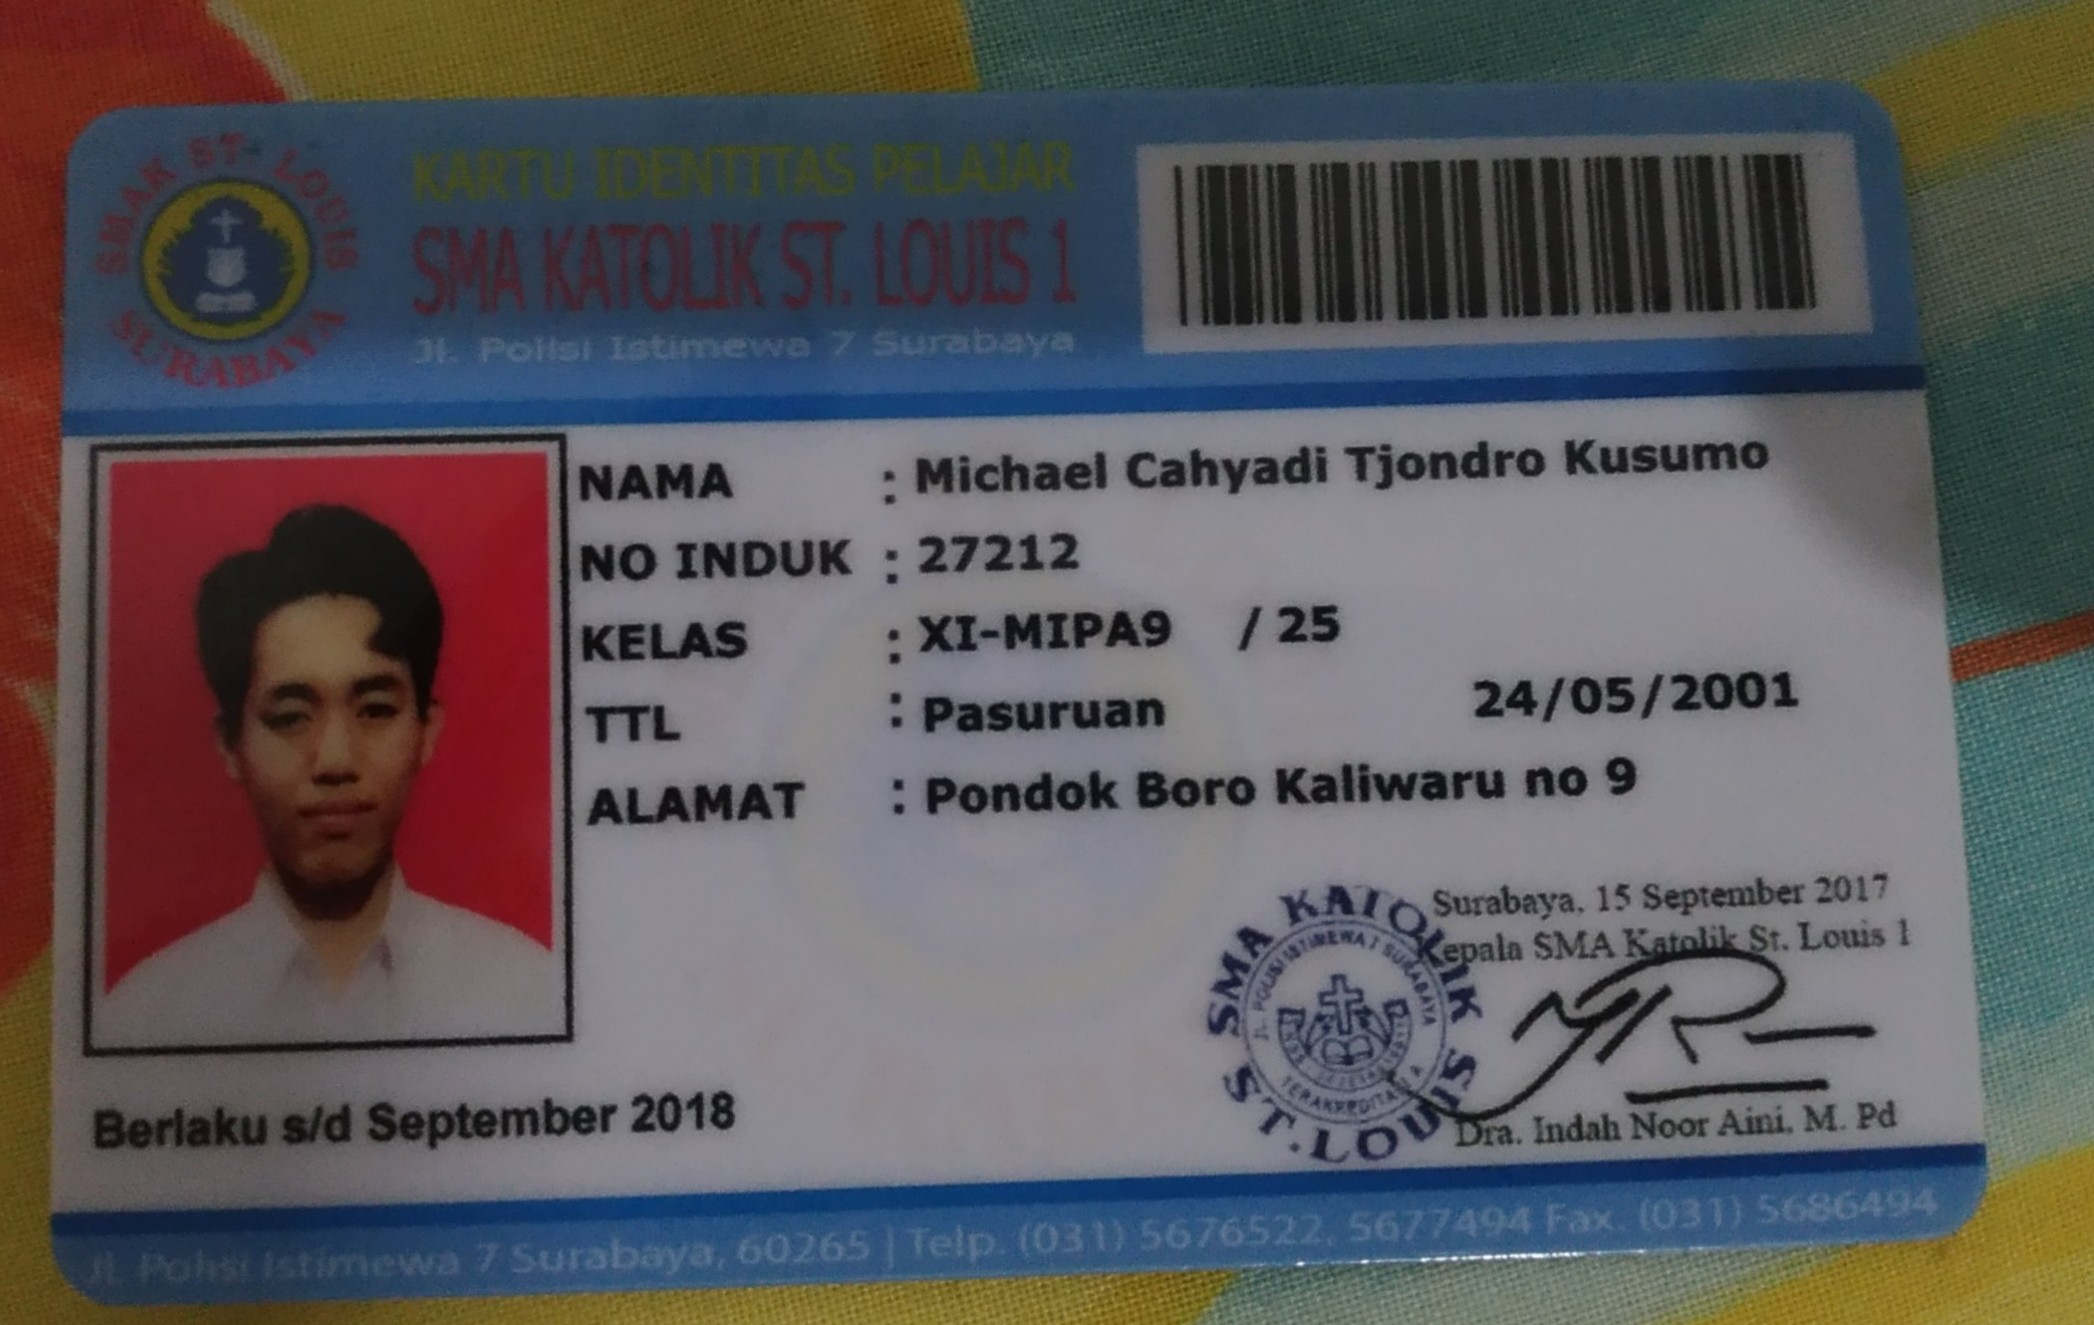 SMAK ST. LOUIS
SURABAYA
KARTU IDENTITAS PELAJAR
SMA KATOLIK ST. LOUIS 1
Jl. Polisi Istimewa 7 Surabaya
NAMA : Michael Cahyadi Tjondro Kusumo
NO INDUK : 27212
KELAS : XI-MIPA9 / 25
TTL : Pasuruan 24/05/2001
ALAMAT : Pondok Boro Kaliwaru no 9
Surabaya, 15 September 2017
Kepala SMA Katolik St. Louis 1
SMA KATOLIK
ST. LOUIS
JL. POLISI ISTIMEWA 7 SURABAYA
Dra. Indah Noor Aini, M. Pd
Berlaku s/d September 2018
Jl. Polisi Istimewa 7 Surabaya, 60265 | Telp. (031) 5676522, 5677494 Fax. (031) 5686494